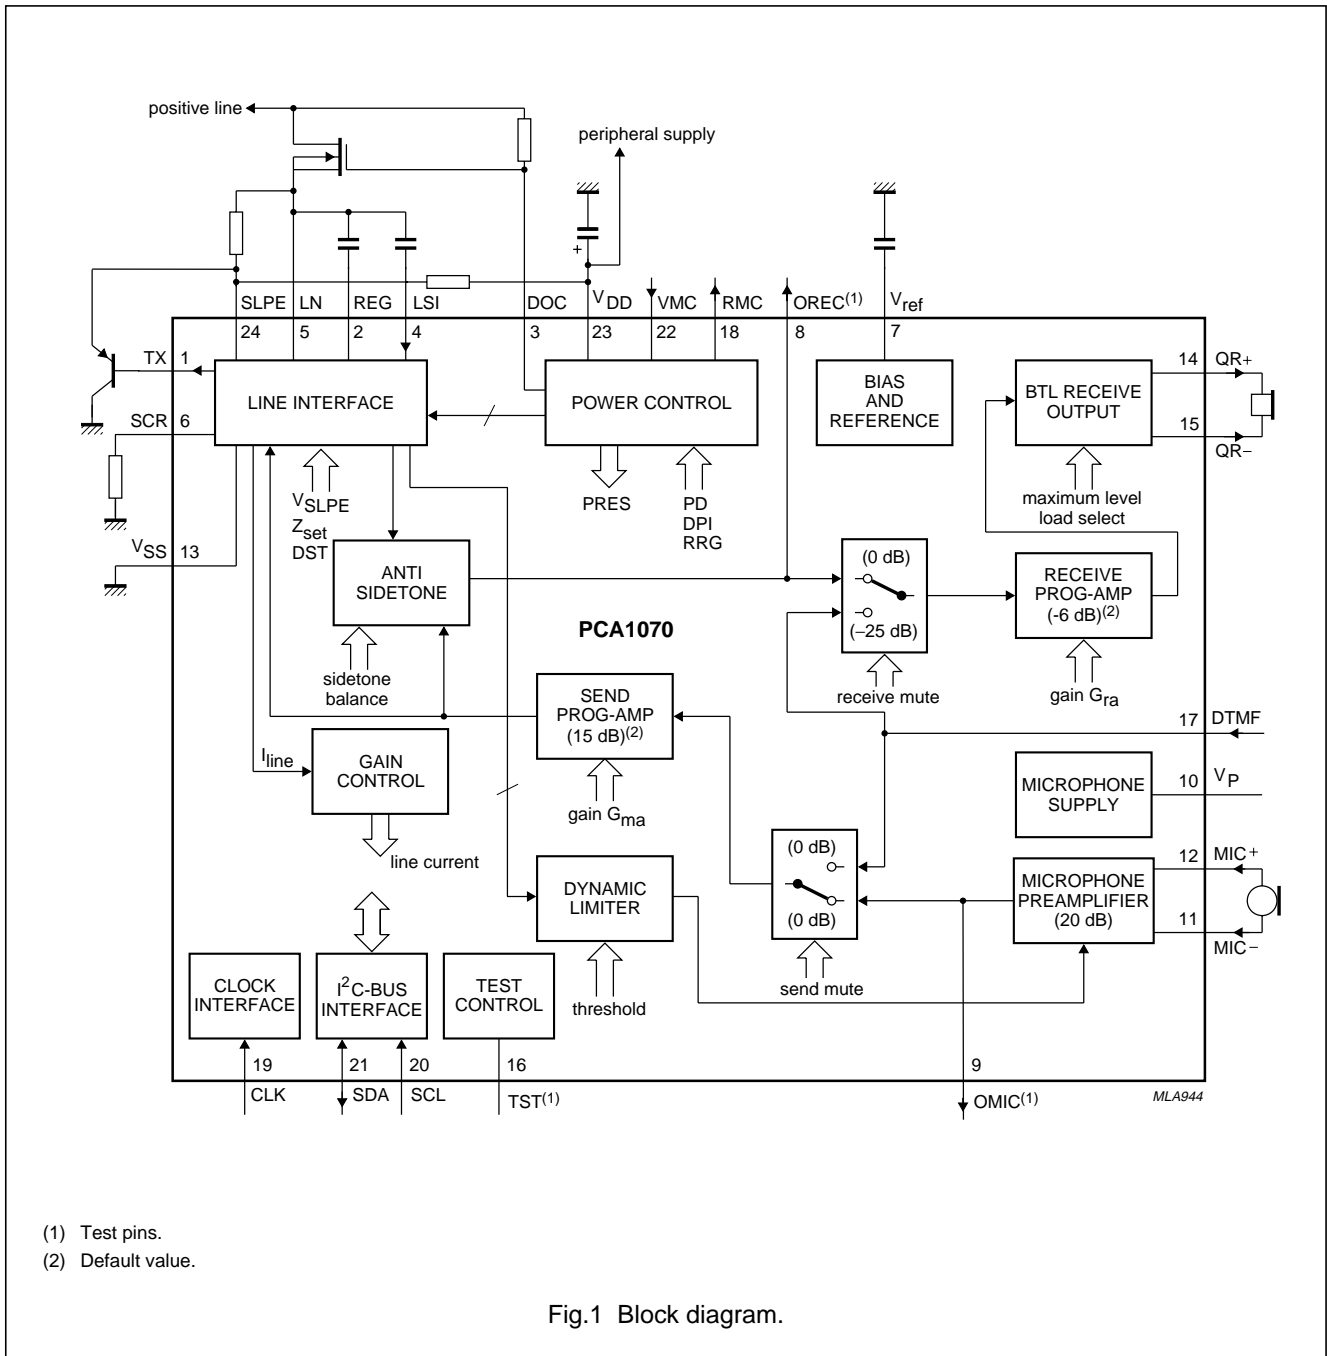 positive line
peripheral supply
SLPE LN REG LSI DOC VDD VMC RMC OREC(1) Vref
24 5 2 4 3 23 22 18 8 7
TX 1
LINE INTERFACE
POWER CONTROL
BIAS
AND
REFERENCE
BTL RECEIVE
OUTPUT
14 QR+
15
QR−
SCR 6
VSS 13
VSLPE
Zset
DST
PRES
PD
DPI
RRG
maximum level
load select
ANTI
SIDETONE
sidetone
balance
PCA1070
(0 dB)
(−25 dB)
receive mute
RECEIVE
PROG-AMP
(-6 dB)(2)
gain Gra
SEND
PROG-AMP
(15 dB)(2)
gain Gma
17 DTMF
Iline
GAIN
CONTROL
line current
MICROPHONE
SUPPLY
10 VP
(0 dB)
(0 dB)
send mute
DYNAMIC
LIMITER
threshold
MICROPHONE
PREAMPLIFIER
(20 dB)
12 MIC+
11
MIC−
CLOCK
INTERFACE
I2C-BUS
INTERFACE
TEST
CONTROL
19 21 20 16 9
CLK SDA SCL TST(1) OMIC(1)
MLA944
(1) Test pins.
(2) Default value.
Fig.1 Block diagram.